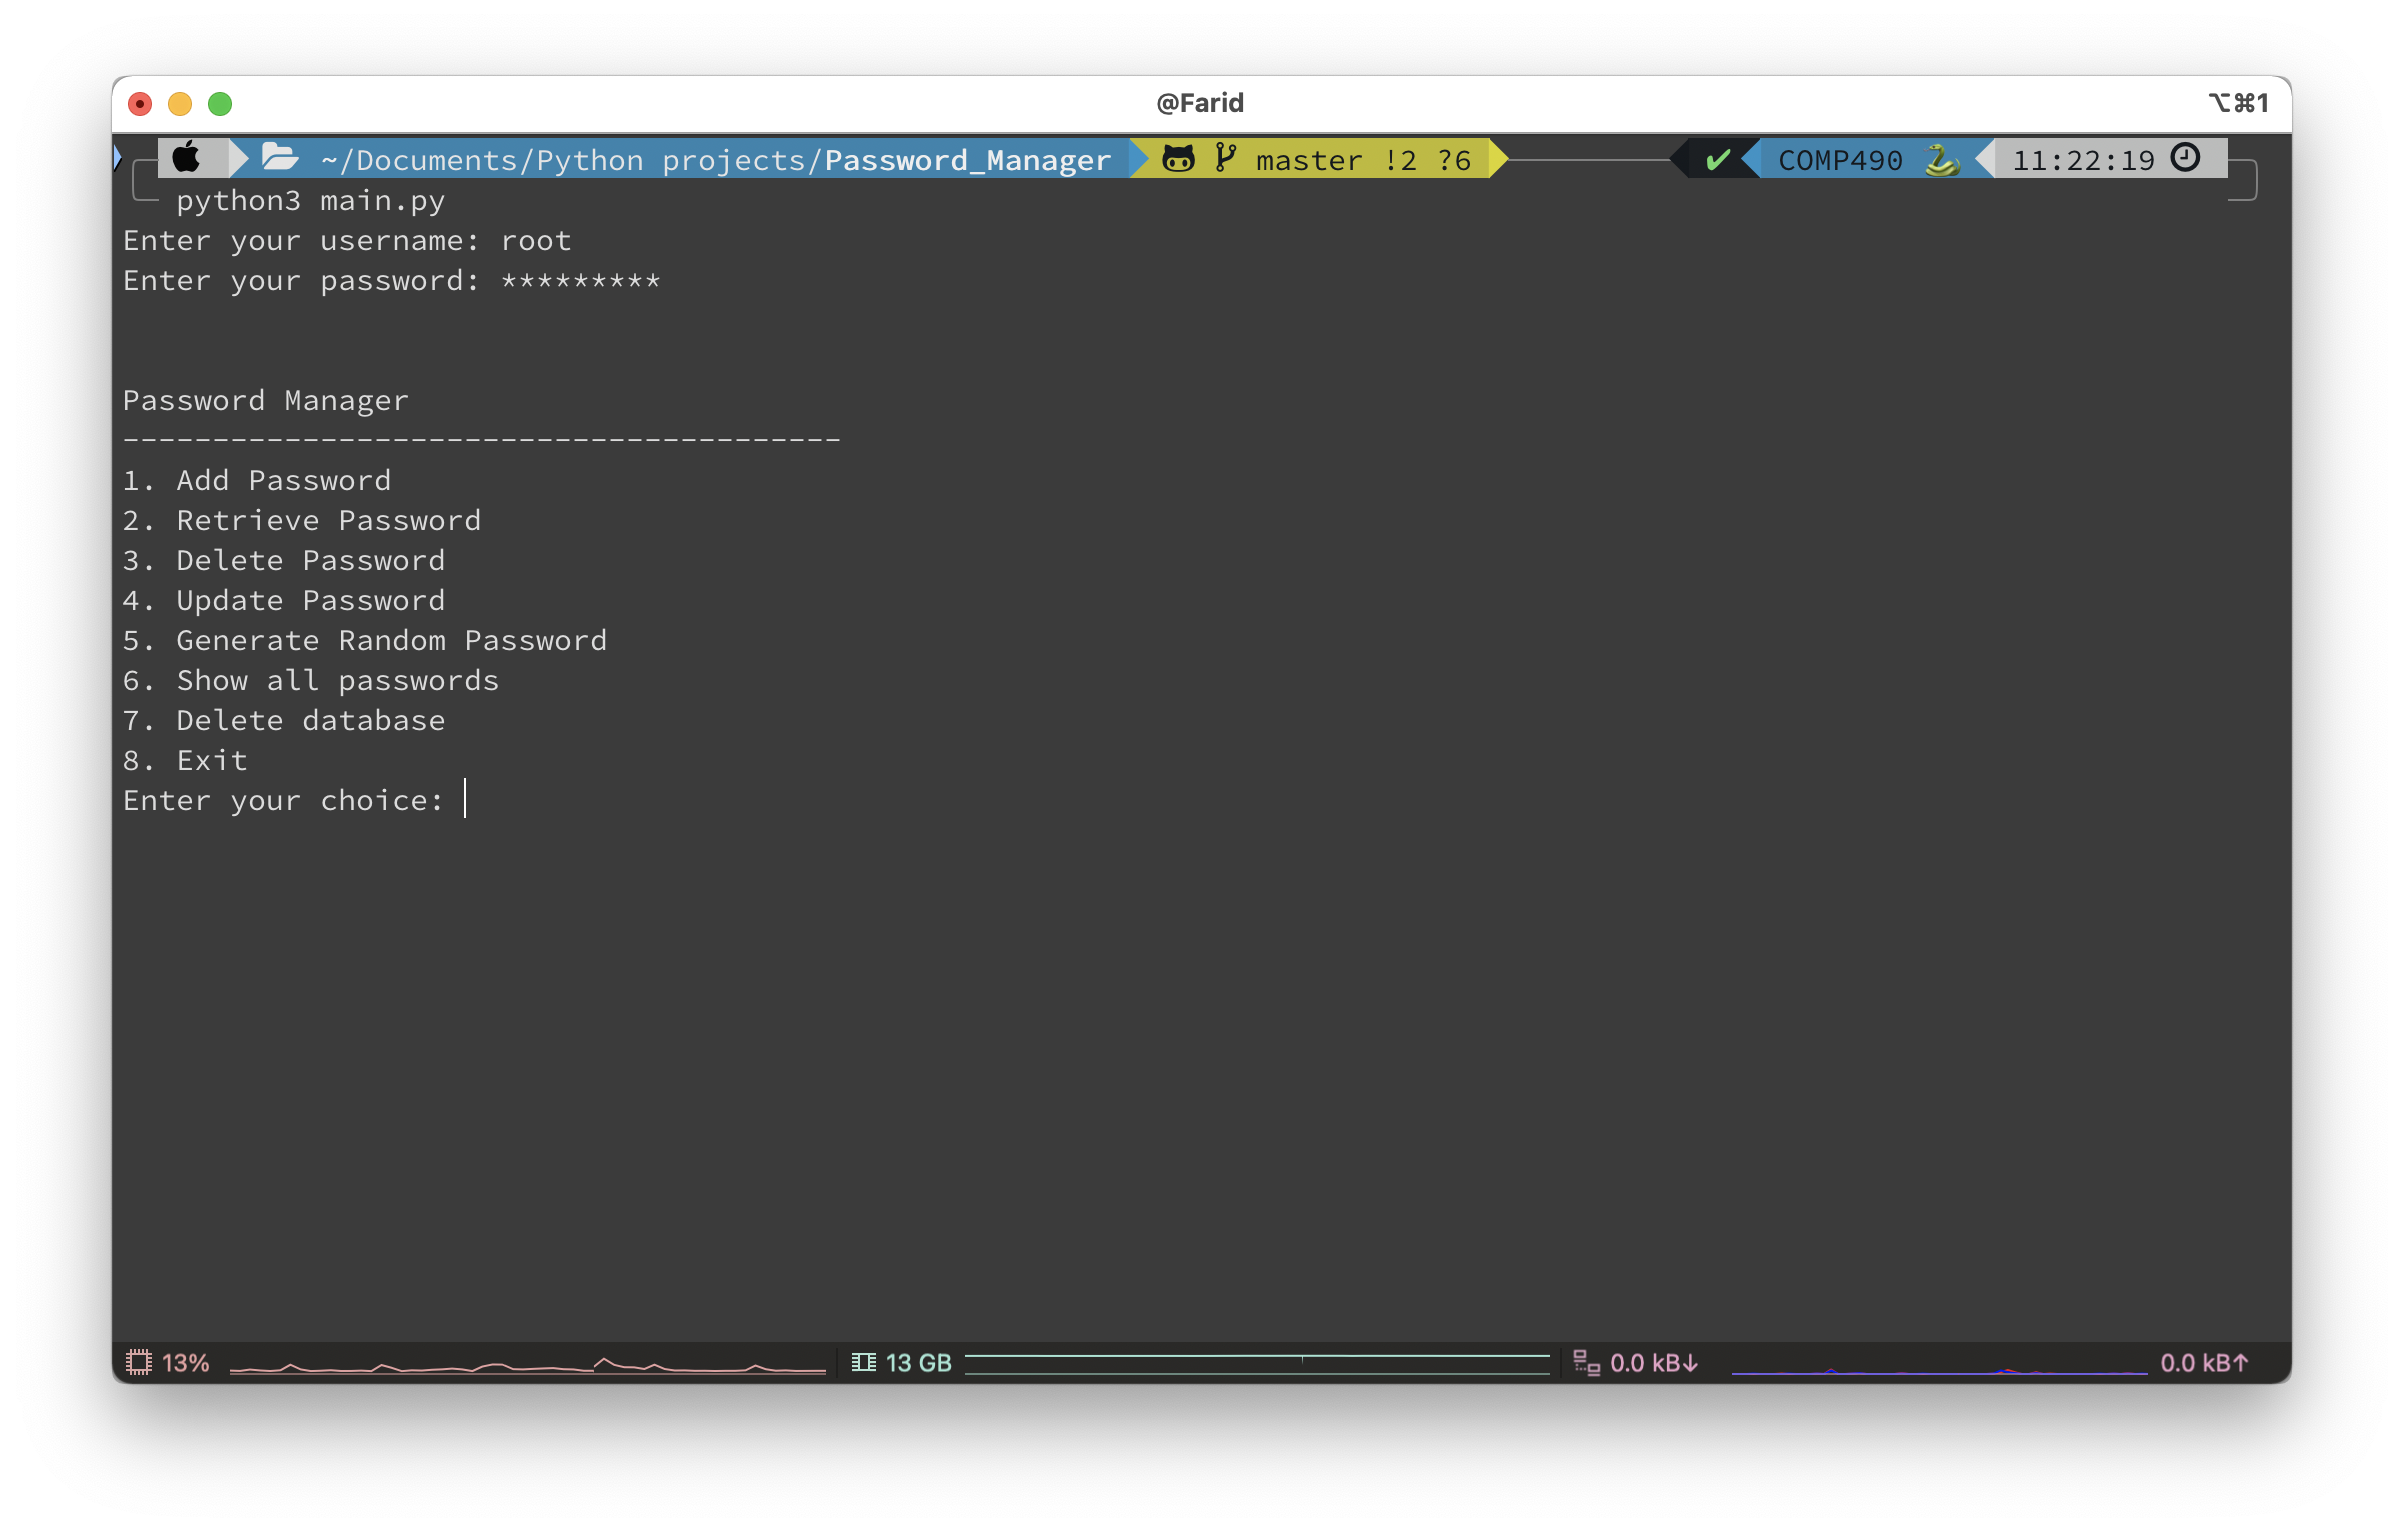 @Farid
⌥⌘1
~/Documents/Python projects/Password_Manager master !2 ?6 ✔ COMP490 🐍 11:22:19
python3 main.py
Enter your username: root
Enter your password: *********
Password Manager
----------------------------------------
1. Add Password
2. Retrieve Password
3. Delete Password
4. Update Password
5. Generate Random Password
6. Show all passwords
7. Delete database
8. Exit
Enter your choice:
13% 13 GB 0.0 kB↓ 0.0 kB↑